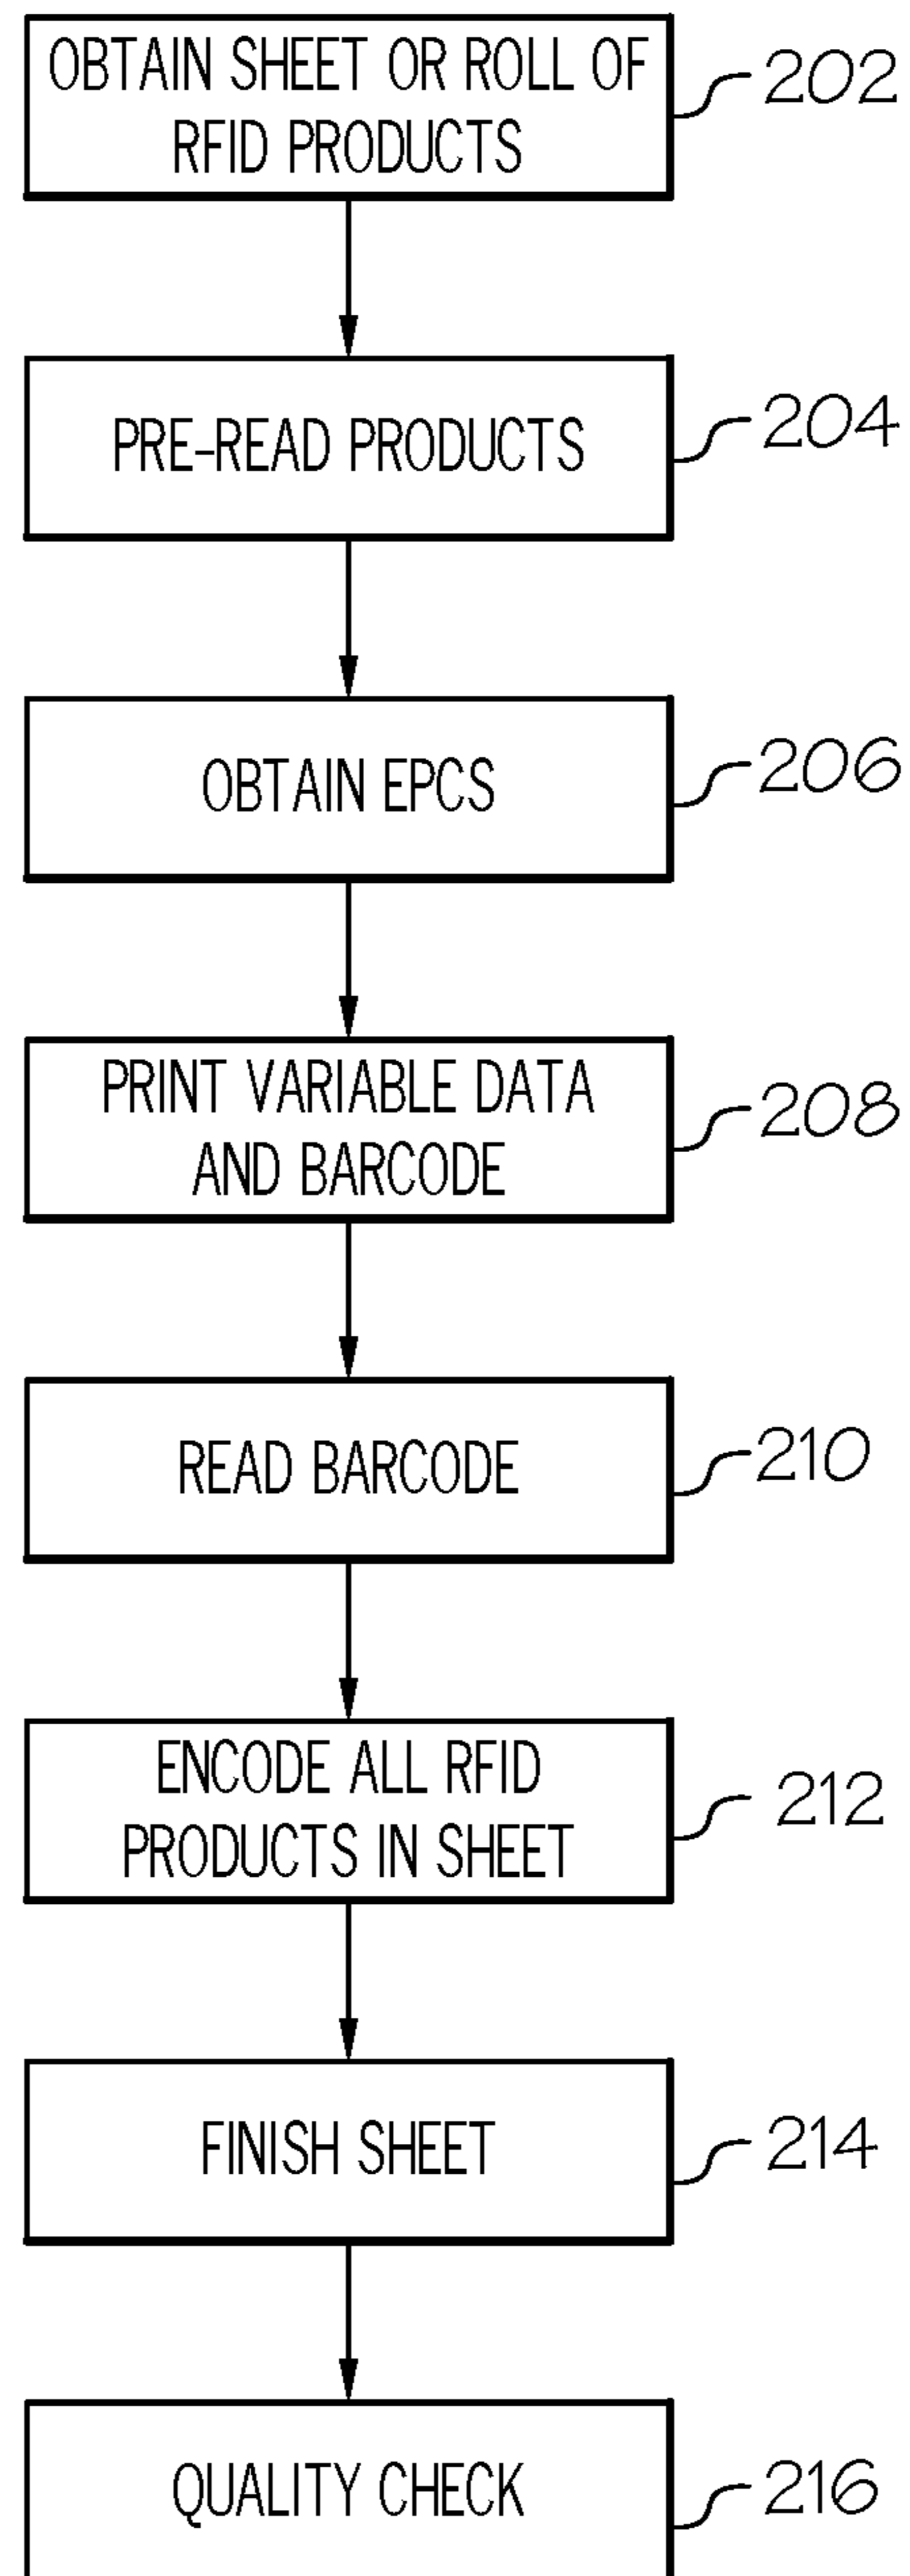 OBTAIN SHEET OR ROLL OF
RFID PRODUCTS
202
PRE-READ PRODUCTS
204
OBTAIN EPCS
206
PRINT VARIABLE DATA
AND BARCODE
208
READ BARCODE
210
ENCODE ALL RFID
PRODUCTS IN SHEET
212
FINISH SHEET
214
QUALITY CHECK
216